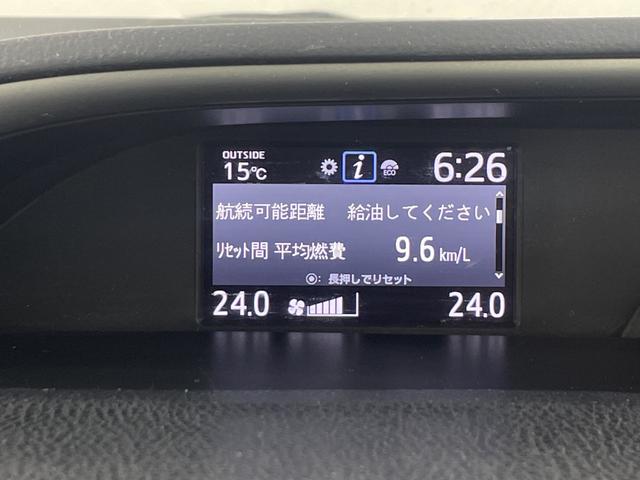 OUTSIDE
15℃ i ECO 6:26
航続可能距離 給油してください
ﾘｾｯﾄ間 平均燃費 9.6 km/L
◉: 長押しでリセット
24.0 24.0